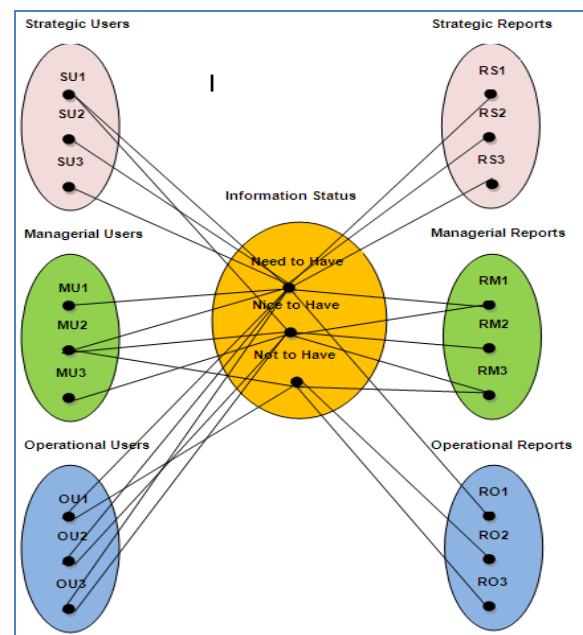 Strategic Users
Strategic Reports
SU1
SU2
SU3
RS1
RS2
RS3
Information Status
Need to Have
Nice to Have
Not to Have
Managerial Users
Managerial Reports
MU1
MU2
MU3
RM1
RM2
RM3
Operational Users
Operational Reports
OU1
OU2
OU3
RO1
RO2
RO3